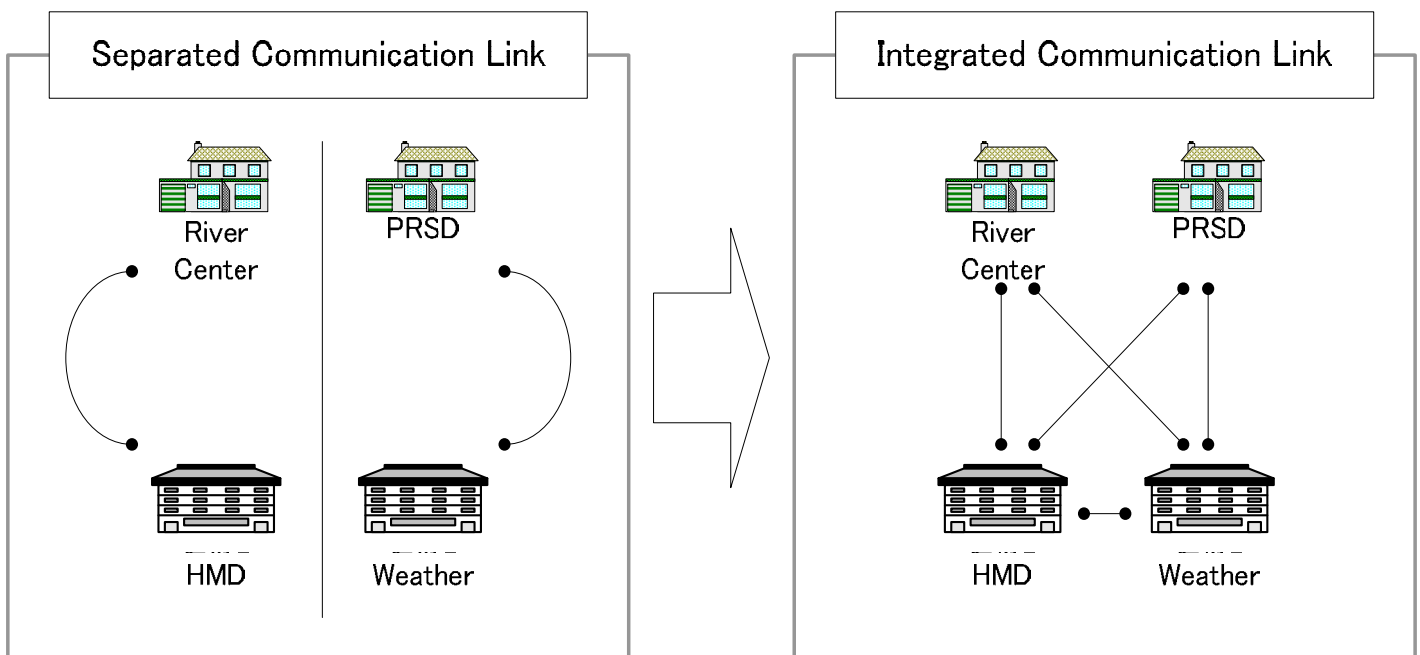 Separated Communication Link
River
Center
PRSD
HMD
Weather
Integrated Communication Link
River
Center
PRSD
HMD
Weather